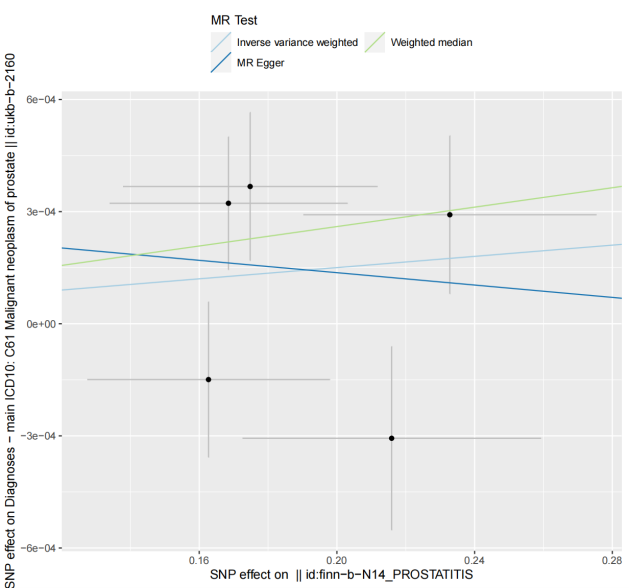 MR Test
Inverse variance weighted
Weighted median
MR Egger
SNP effect on Diagnoses − main ICD10: C61 Malignant neoplasm of prostate || id:ukb−b−2160
6e−04
3e−04
0e+00
−3e−04
−6e−04
0.16
0.20
0.24
0.28
SNP effect on || id:finn−b−N14_PROSTATITIS